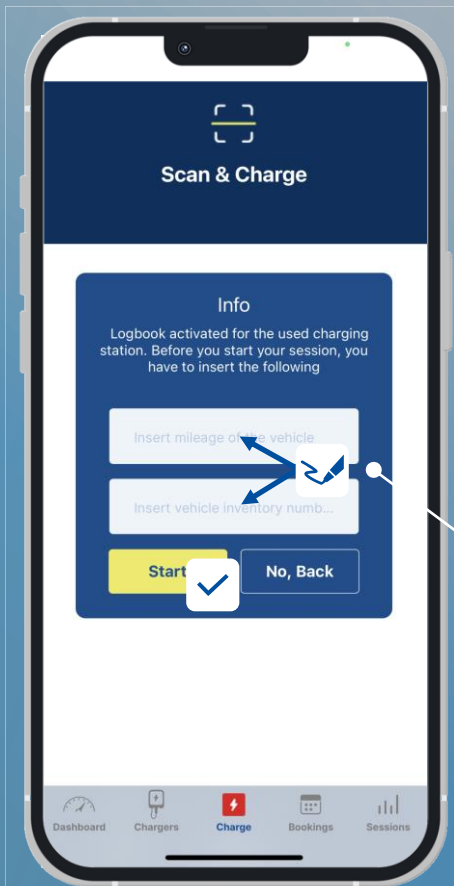 Scan & Charge
Info
Logbook activated for the used charging
station. Before you start your session, you
have to insert the following
Insert mileage of the vehicle
Insert vehicle inventory numb...
Start
No, Back
Dashboard
Chargers
Charge
Bookings
Sessions